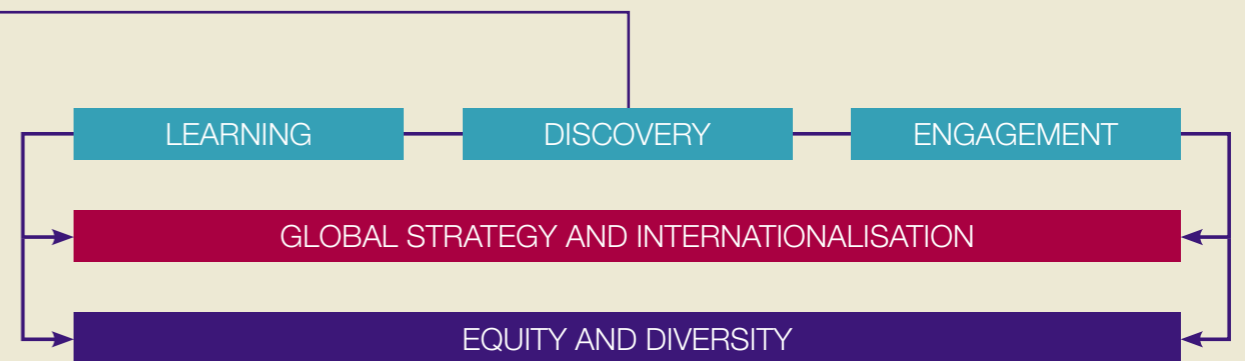 LEARNING
DISCOVERY
ENGAGEMENT
GLOBAL STRATEGY AND INTERNATIONALISATION
EQUITY AND DIVERSITY